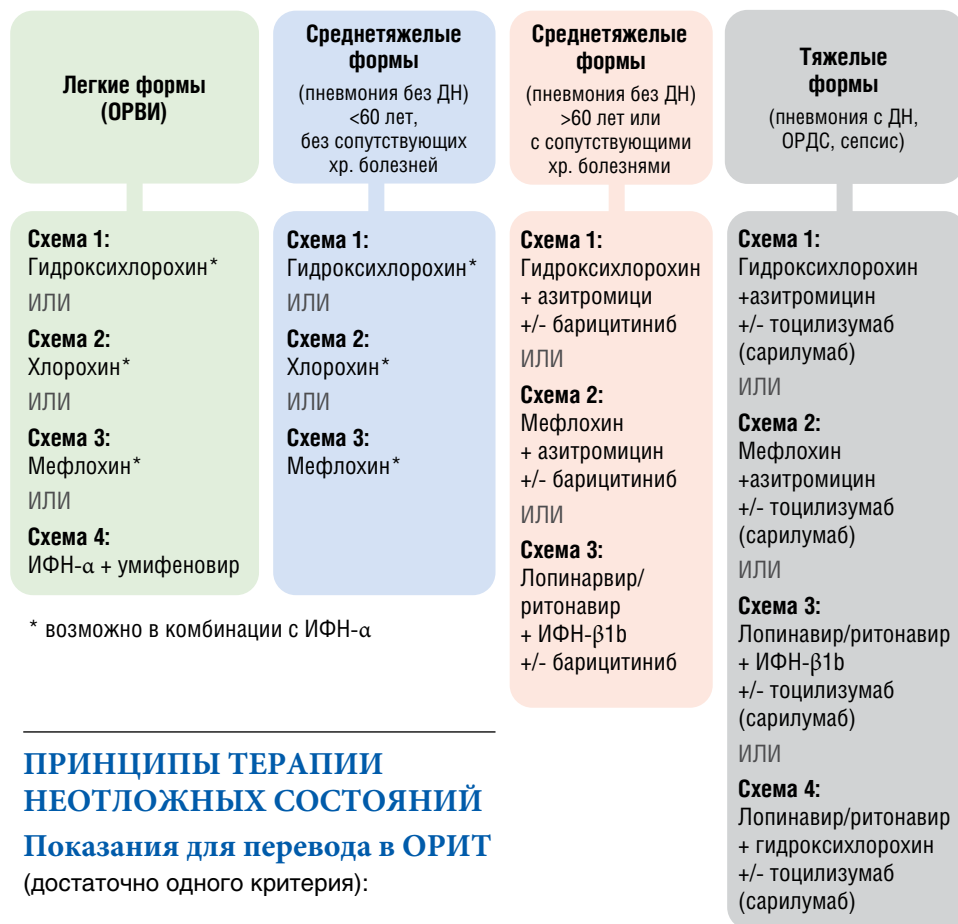 Легкие формы
(ОРВИ)
Среднетяжелые
формы
(пневмония без ДН)
<60 лет,
без сопутствующих
хр. болезней
Среднетяжелые
формы
(пневмония без ДН)
>60 лет или
с сопутствующими
хр. болезнями
Тяжелые
формы
(пневмония с ДН,
ОРДС, сепсис)
Схема 1:
Гидроксихлорохин*
ИЛИ
Схема 2:
Хлорохин*
ИЛИ
Схема 3:
Мефлохин*
ИЛИ
Схема 4:
ИФН-α + умифеновир
Схема 1:
Гидроксихлорохин*
ИЛИ
Схема 2:
Хлорохин*
ИЛИ
Схема 3:
Мефлохин*
Схема 1:
Гидроксихлорохин
+ азитромици
+/- барицитиниб
ИЛИ
Схема 2:
Мефлохин
+ азитромицин
+/- барицитиниб
ИЛИ
Схема 3:
Лопинарвир/
ритонавир
+ ИФН-β1b
+/- барицитиниб
Схема 1:
Гидроксихлорохин
+азитромицин
+/- тоцилизумаб
(сарилумаб)
ИЛИ
Схема 2:
Мефлохин
+азитромицин
+/- тоцилизумаб
(сарилумаб)
ИЛИ
Схема 3:
Лопинавир/ритонавир
+ ИФН-β1b
+/- тоцилизумаб
(сарилумаб)
ИЛИ
Схема 4:
Лопинавир/ритонавир
+ гидроксихлорохин
+/- тоцилизумаб
(сарилумаб)
* возможно в комбинации с ИФН-α
ПРИНЦИПЫ ТЕРАПИИ
НЕОТЛОЖНЫХ СОСТОЯНИЙ
Показания для перевода в ОРИТ
(достаточно одного критерия):